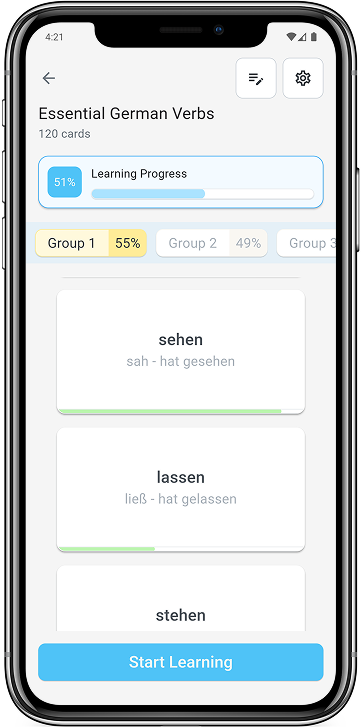 4:21
Essential German Verbs
120 cards
51%
Learning Progress
Group 1 55% Group 2 49% Group 3
sehen
sah - hat gesehen
lassen
ließ - hat gelassen
stehen
Start Learning